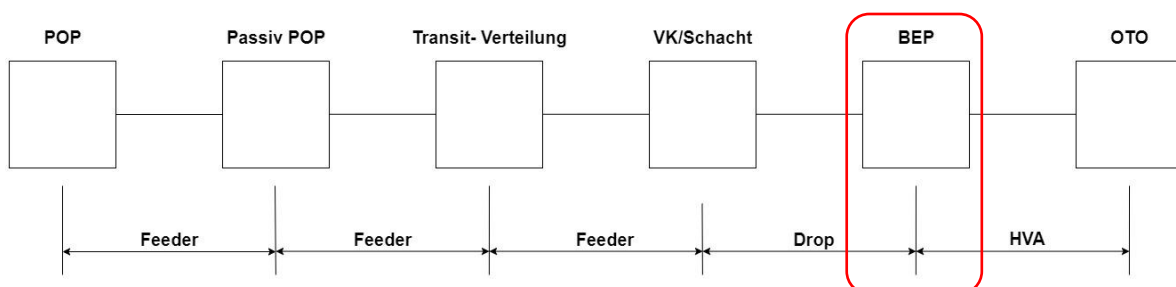 POP
Passiv POP
Transit- Verteilung
VK/Schacht
BEP
OTO
Feeder
Feeder
Feeder
Drop
HVA